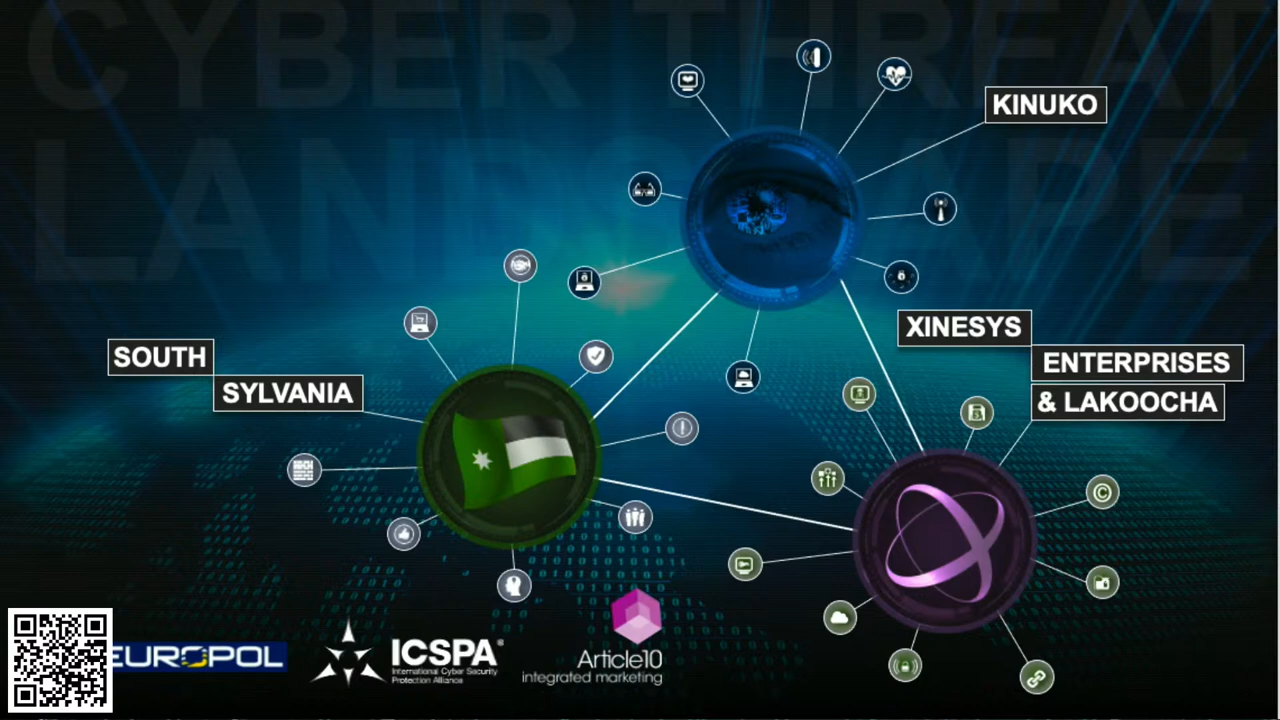 CYBER THREAT
LANDSCAPE
KINUKO
XINESYS
ENTERPRISES
& LAKOOCHA
SOUTH
SYLVANIA
EUROPOL
ICSPA®
International Cyber Security
Protection Alliance
Article10
integrated marketing